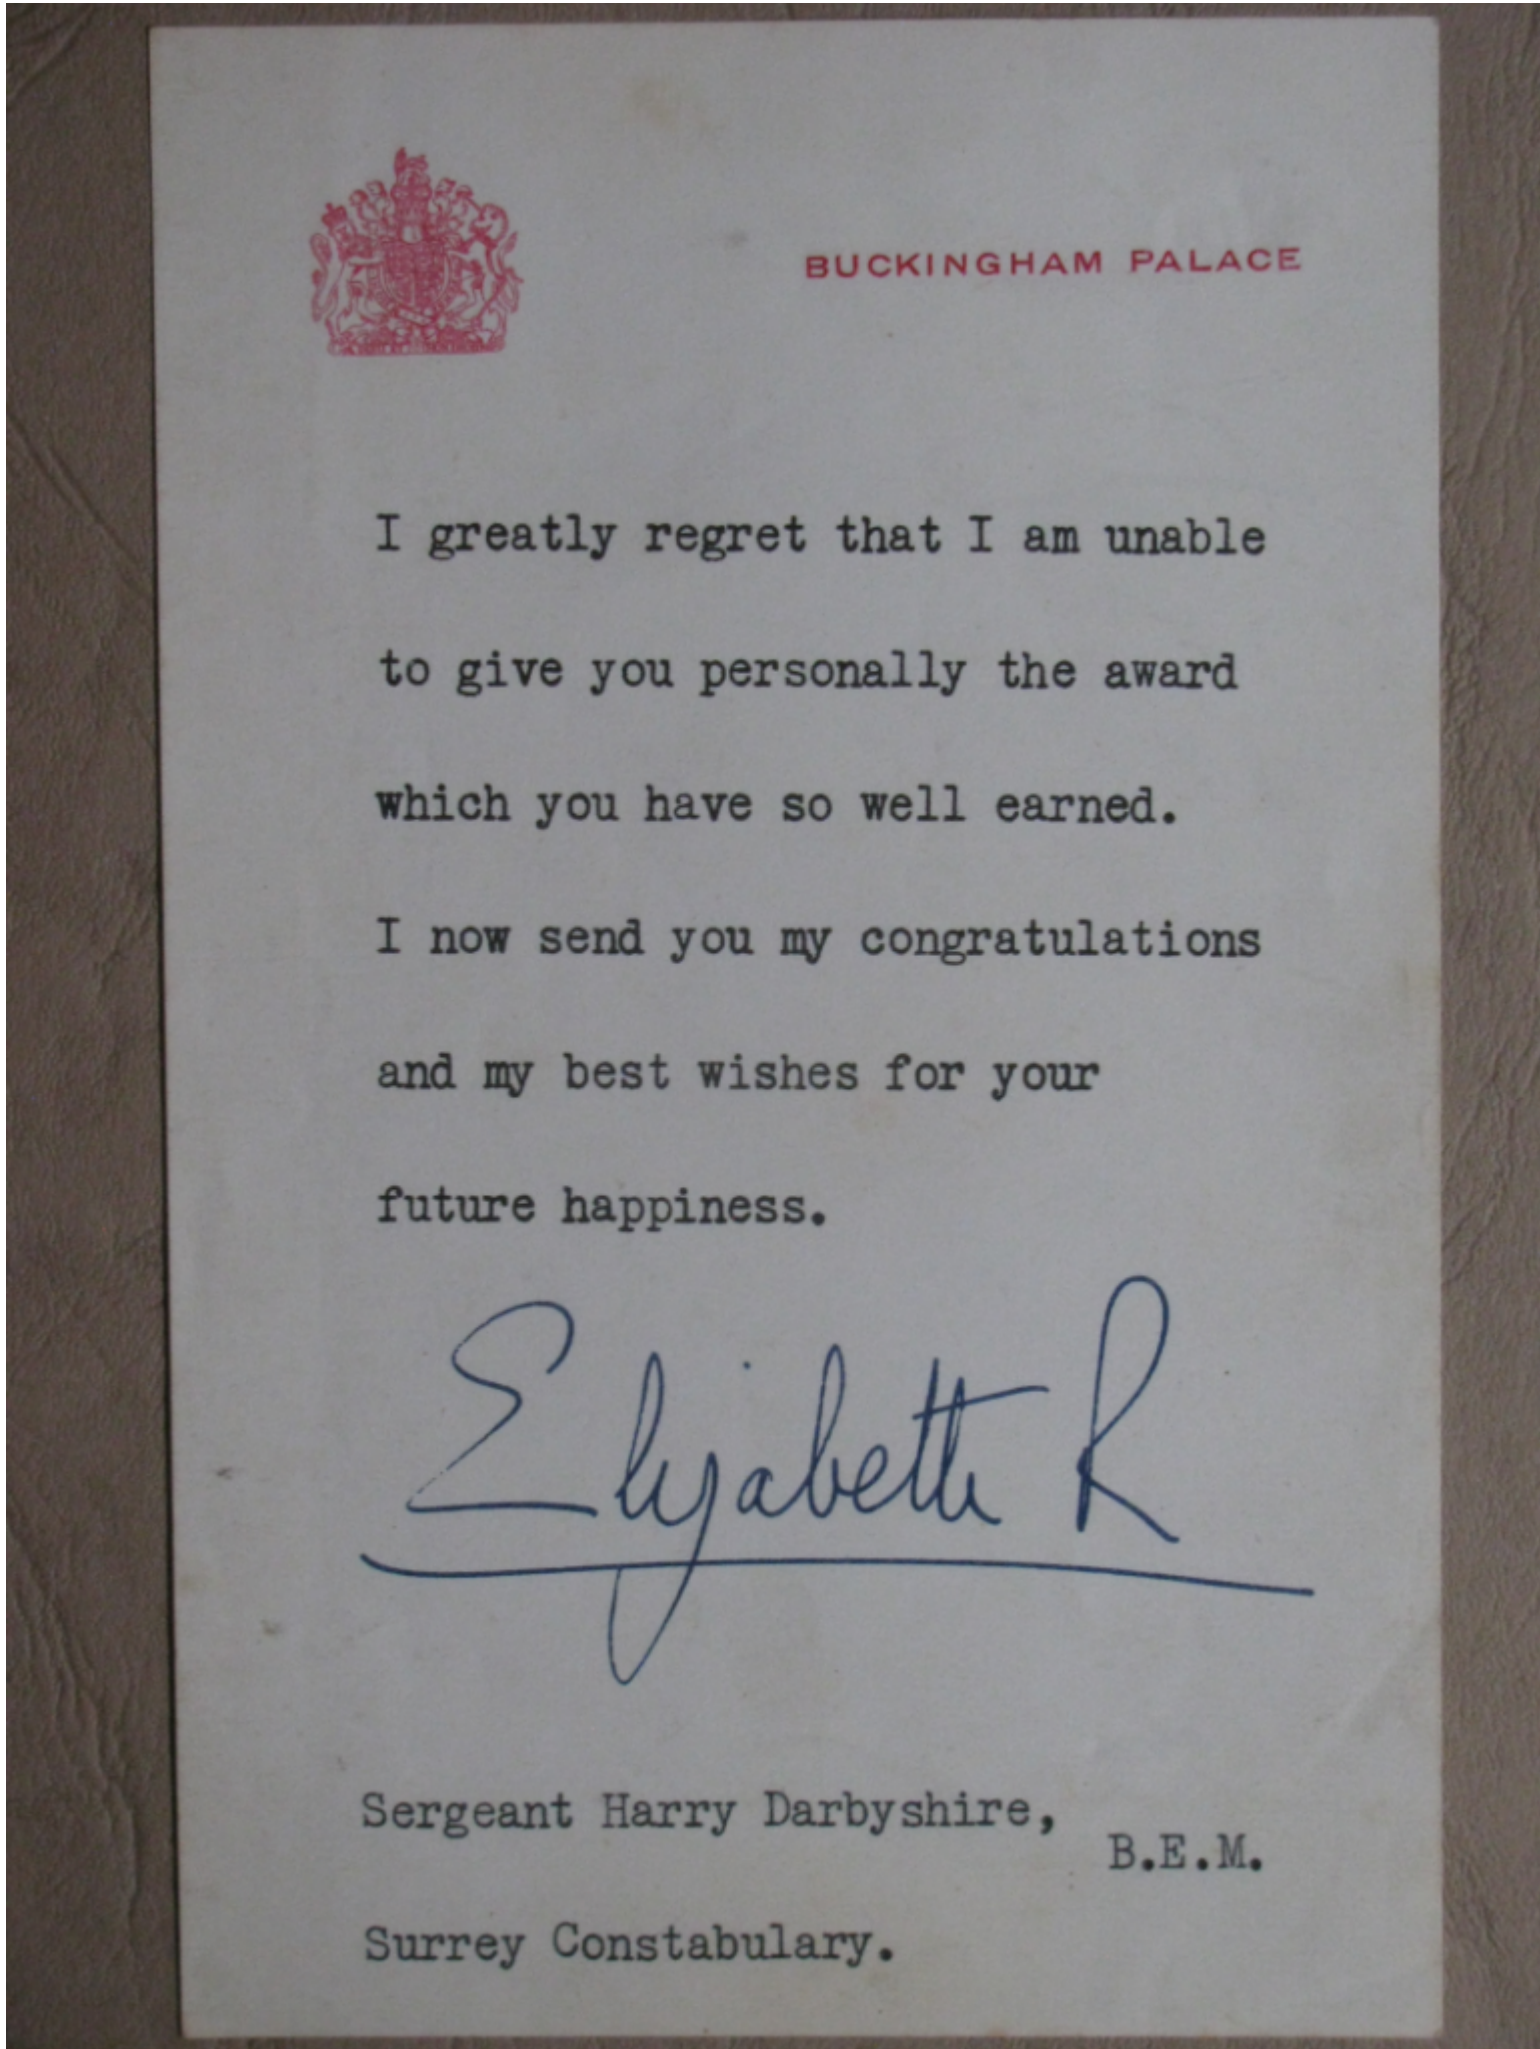 BUCKINGHAM PALACE
I greatly regret that I am unable
to give you personally the award
which you have so well earned.
I now send you my congratulations
and my best wishes for your
future happiness.
Elizabeth R
Sergeant Harry Darbyshire,
B.E.M.
Surrey Constabulary.